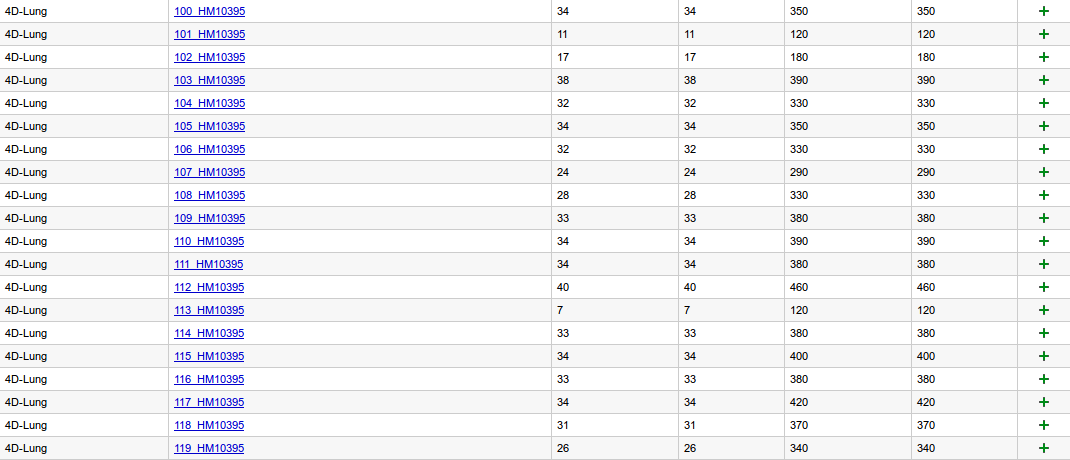 4D-Lung 100_HM10395 34 34 350 350 +
4D-Lung 101_HM10395 11 11 120 120 +
4D-Lung 102_HM10395 17 17 180 180 +
4D-Lung 103_HM10395 38 38 390 390 +
4D-Lung 104_HM10395 32 32 330 330 +
4D-Lung 105_HM10395 34 34 350 350 +
4D-Lung 106_HM10395 32 32 330 330 +
4D-Lung 107_HM10395 24 24 290 290 +
4D-Lung 108_HM10395 28 28 330 330 +
4D-Lung 109_HM10395 33 33 380 380 +
4D-Lung 110_HM10395 34 34 390 390 +
4D-Lung 111_HM10395 34 34 380 380 +
4D-Lung 112_HM10395 40 40 460 460 +
4D-Lung 113_HM10395 7 7 120 120 +
4D-Lung 114_HM10395 33 33 380 380 +
4D-Lung 115_HM10395 34 34 400 400 +
4D-Lung 116_HM10395 33 33 380 380 +
4D-Lung 117_HM10395 34 34 420 420 +
4D-Lung 118_HM10395 31 31 370 370 +
4D-Lung 119_HM10395 26 26 340 340 +